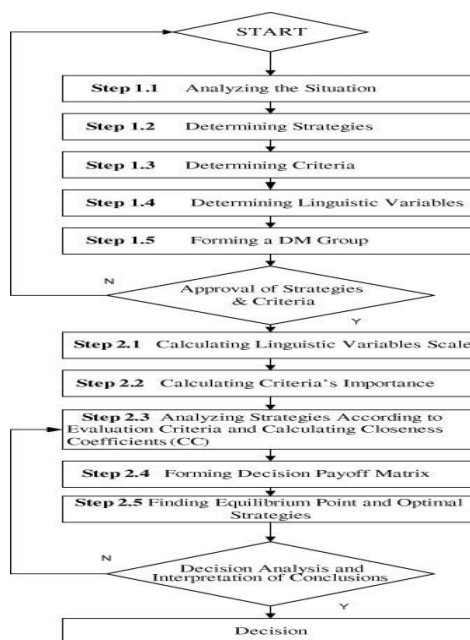 START
Step 1.1 Analyzing the Situation
Step 1.2 Determining Strategies
Step 1.3 Determining Criteria
Step 1.4 Determining Linguistic Variables
Step 1.5 Forming a DM Group
N
Approval of Strategies
& Criteria
Y
Step 2.1 Calculating Linguistic Variables Scale
Step 2.2 Calculating Criteria's Importance
Step 2.3 Analyzing Strategies According to
Evaluation Criteria and Calculating Closeness
Coefficients (CC)
Step 2.4 Forming Decision Payoff Matrix
Step 2.5 Finding Equilibrium Point and Optimal
Strategies
N
Decision Analysis and
Interpretation of Conclusions
Y
Decision